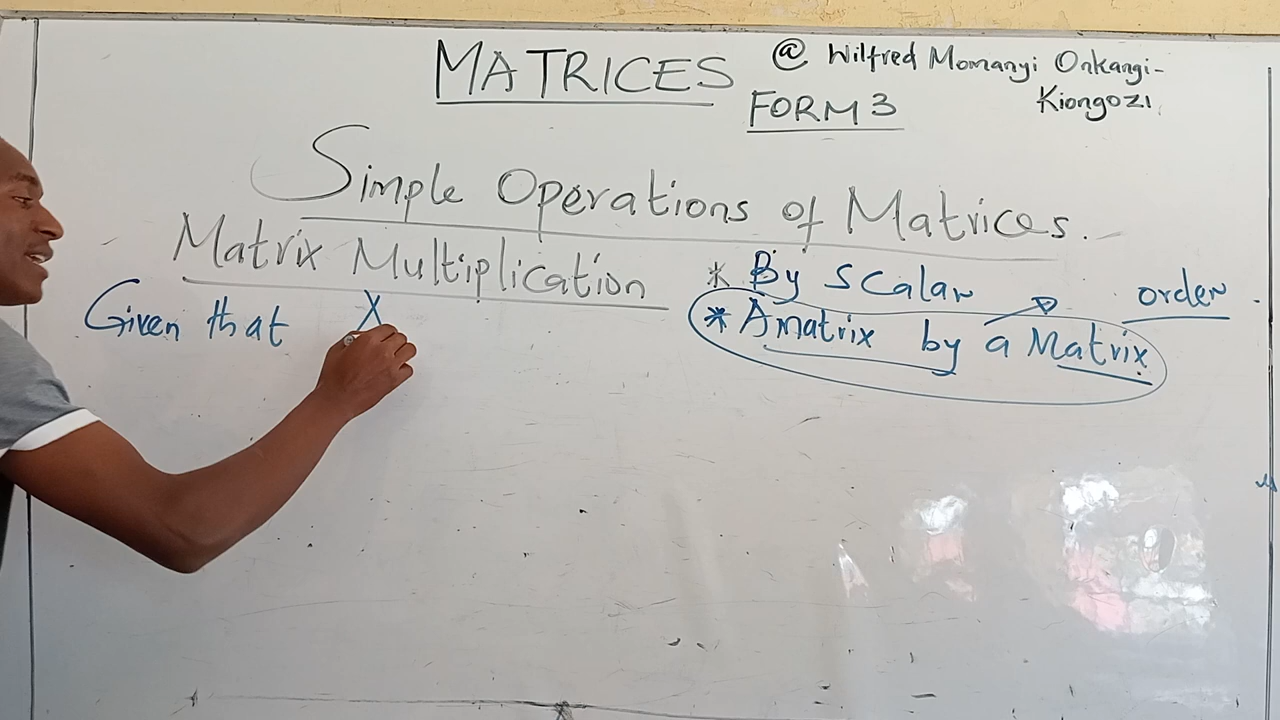 MATRICES @ Wilfred Momanyi Onkangi-
Kiongozi
FORM 3
Simple Operations of Matrices.
Matrix Multiplication * By Scalar order
Given that X * A matrix by a Matrix